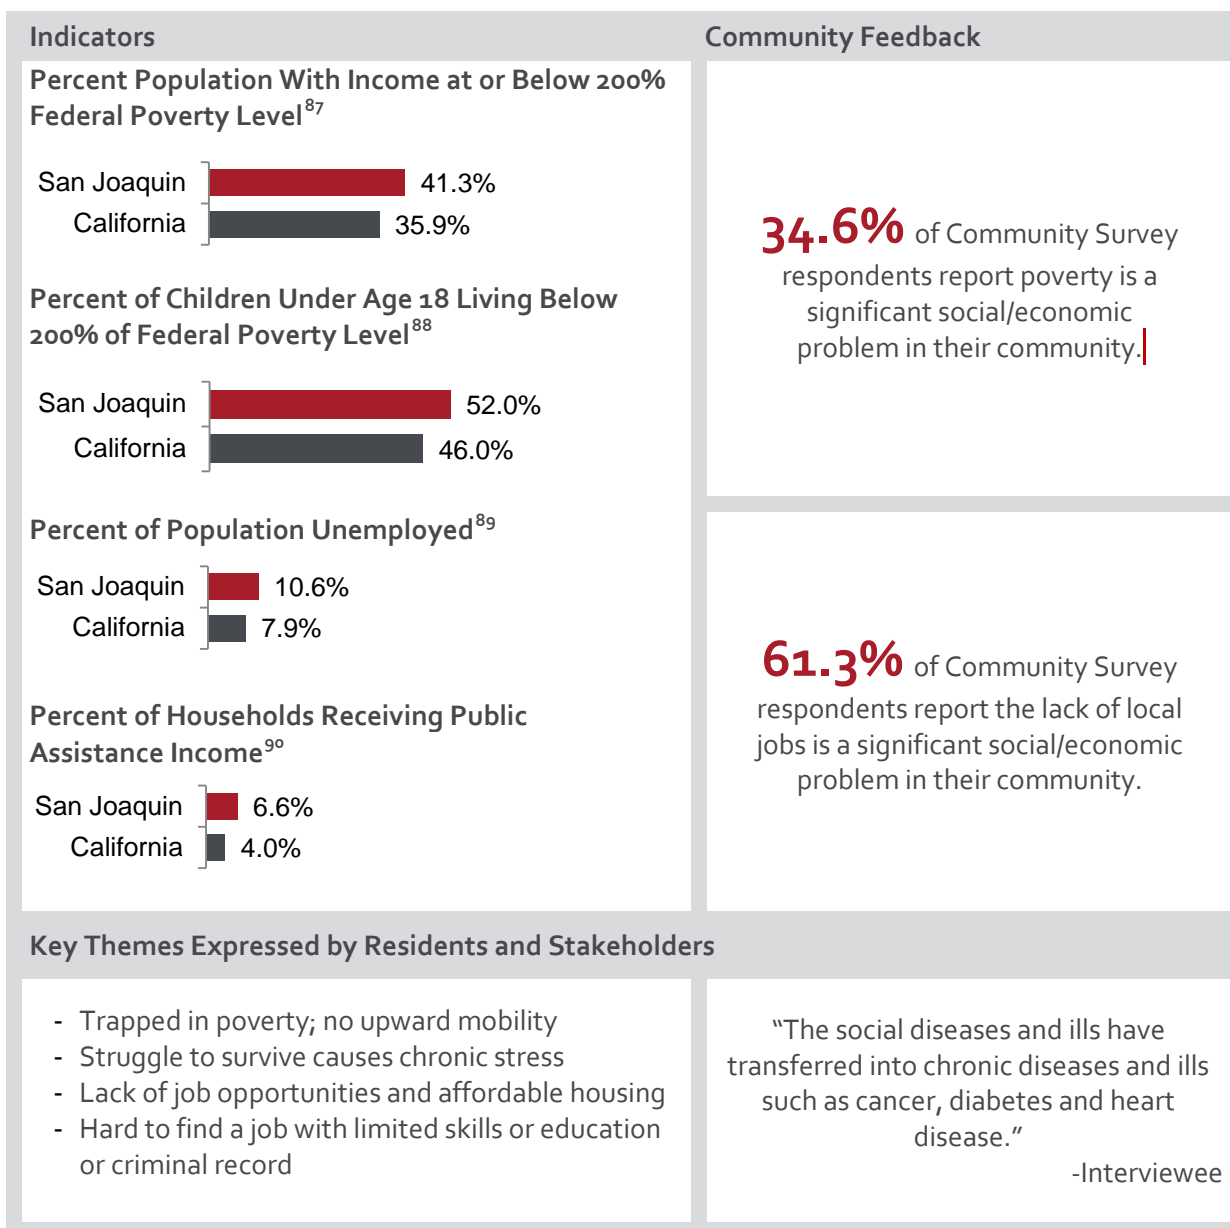 Indicators
Percent Population With Income at or Below 200%
Federal Poverty Level87
San Joaquin 41.3%
California 35.9%
Percent of Children Under Age 18 Living Below
200% of Federal Poverty Level88
San Joaquin 52.0%
California 46.0%
Percent of Population Unemployed89
San Joaquin 10.6%
California 7.9%
Percent of Households Receiving Public
Assistance Income90
San Joaquin 6.6%
California 4.0%
Community Feedback
34.6% of Community Survey
respondents report poverty is a
significant social/economic
problem in their community.
61.3% of Community Survey
respondents report the lack of local
jobs is a significant social/economic
problem in their community.
Key Themes Expressed by Residents and Stakeholders
- Trapped in poverty; no upward mobility
- Struggle to survive causes chronic stress
- Lack of job opportunities and affordable housing
- Hard to find a job with limited skills or education
or criminal record
“The social diseases and ills have
transferred into chronic diseases and ills
such as cancer, diabetes and heart
disease.”
-Interviewee